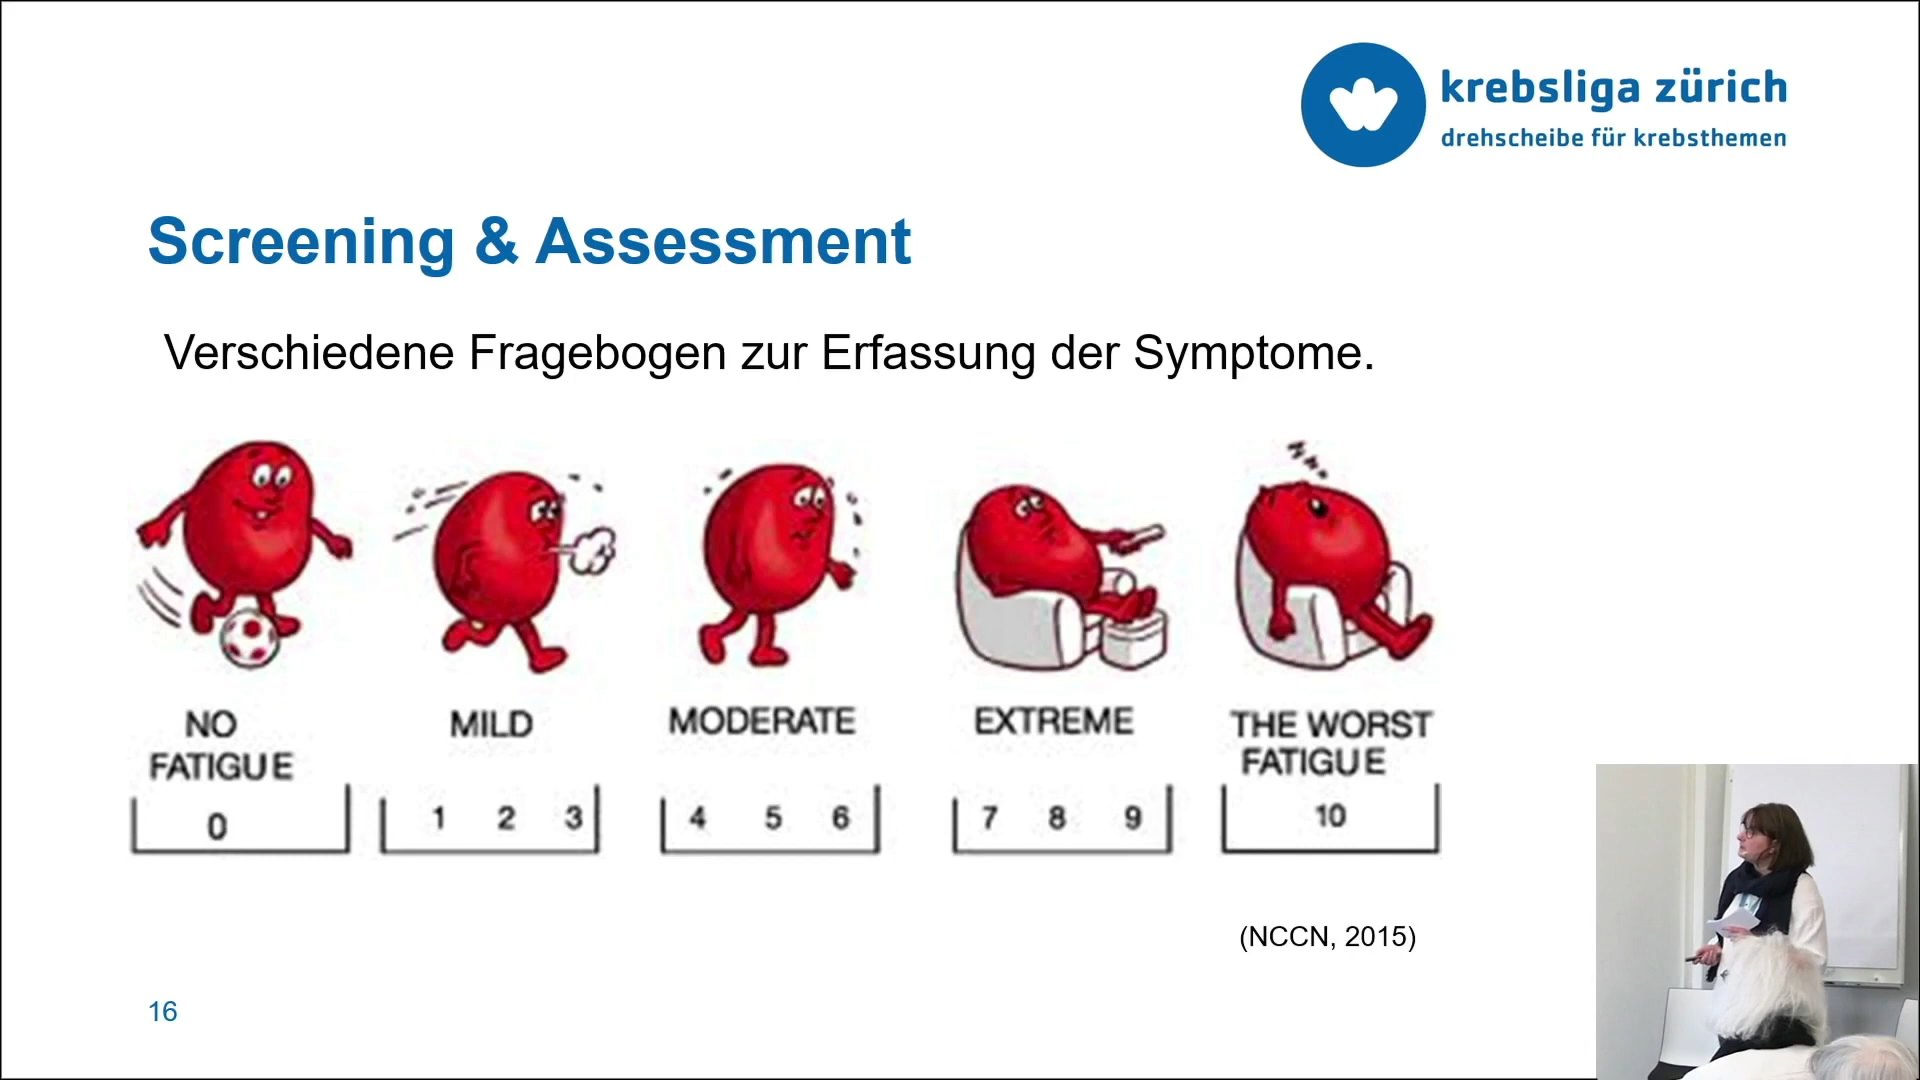 krebsliga zürich
drehscheibe für krebsthemen
Screening & Assessment
Verschiedene Fragebogen zur Erfassung der Symptome.
NO FATIGUE
0
MILD
1 2 3
MODERATE
4 5 6
EXTREME
7 8 9
THE WORST FATIGUE
10
(NCCN, 2015)
16